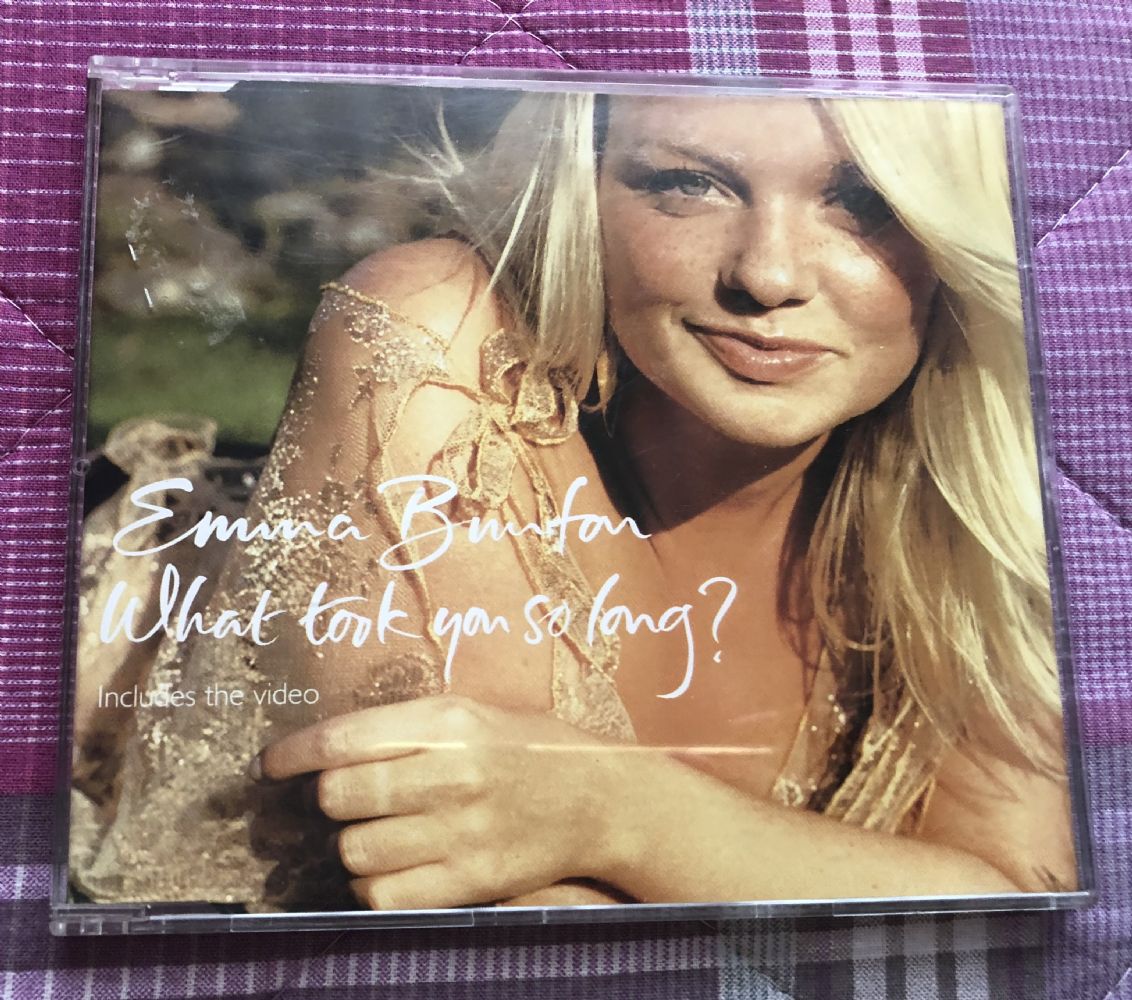 Emma Bunton
What took you so long?
Includes the video